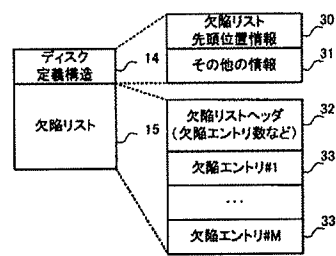 欠陥リスト
先頭位置情報
30
その他の情報
31
ディスク
定義構造
14
欠陥リスト
15
欠陥リストヘッダ
(欠陥エントリ数など)
32
欠陥エントリ#1
33
...
欠陥エントリ#M
33